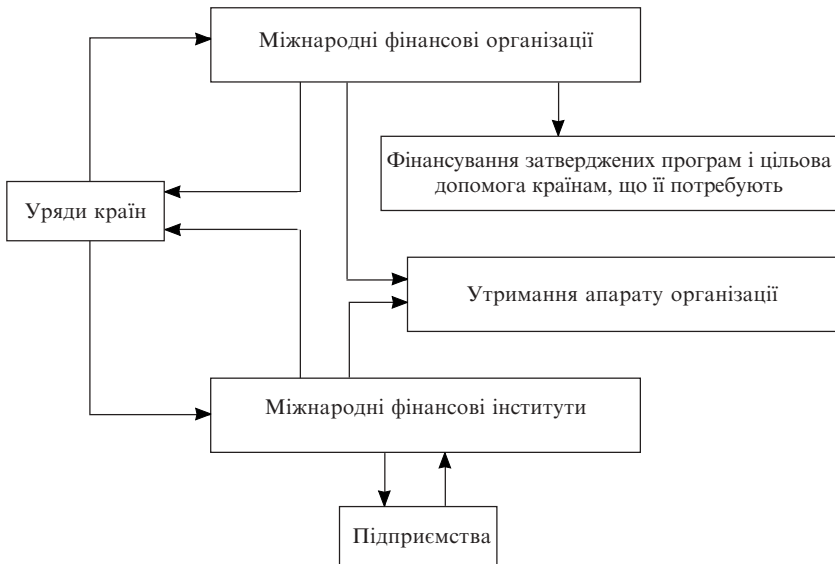 Міжнародні фінансові організації
Фінансування затверджених програм і цільова
допомога країнам, що її потребують
Уряди країн
Утримання апарату організації
Міжнародні фінансові інститути
Підприємства